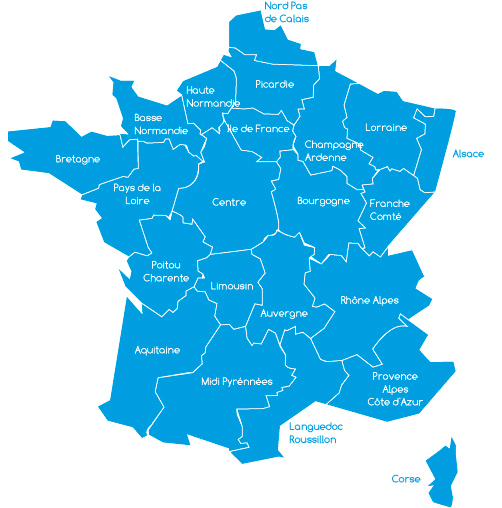 Nord Pas
de Calais
Picardie
Haute
Normandie
Basse
Normandie
Ile de France
Champagne
Ardenne
Lorraine
Alsace
Bretagne
Pays de la
Loire
Centre
Bourgogne
Franche
Comté
Poitou
Charente
Limousin
Auvergne
Rhône Alpes
Aquitaine
Midi Pyrénnées
Provence
Alpes
Côte d'Azur
Languedoc
Roussillon
Corse